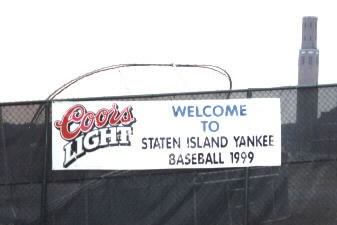 Coors
LIGHT
WELCOME
TO
STATEN ISLAND YANKEE
BASEBALL 1999